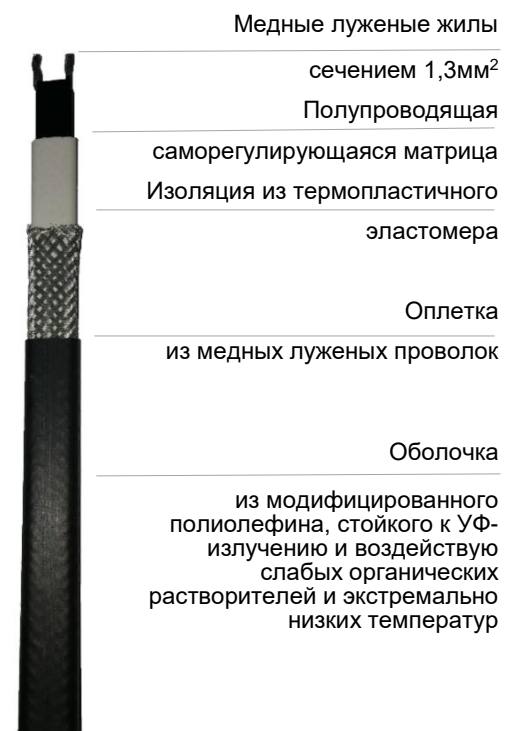 Медные луженые жилы
сечением 1,3мм²
Полупроводящая
саморегулирующаяся матрица
Изоляция из термопластичного
эластомера
Оплетка
из медных луженых проволок
Оболочка
из модифицированного
полиолефина, стойкого к УФ-
излучению и воздействую
слабых органических
растворителей и экстремально
низких температур